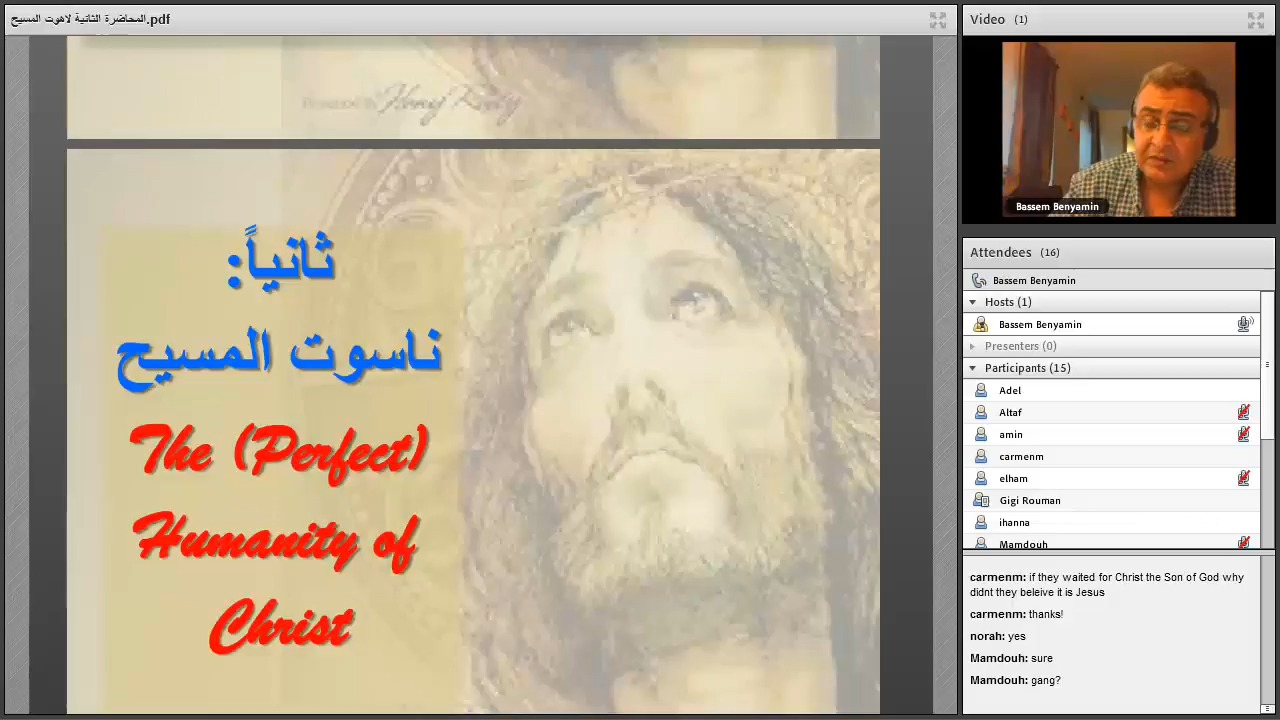 المحاضرة الثانية لاهوت المسيح.pdf
ثانياً:
ناسوت المسيح
The (Perfect)
Humanity of
Christ
Video (1)
Bassem Benyamin
Attendees (16)
Bassem Benyamin
Hosts (1)
Bassem Benyamin
Presenters (0)
Participants (15)
Adel
Altaf
amin
carmenm
elham
Gigi Rouman
ihanna
Mamdouh
carmenm: if they waited for Christ the Son of God why
didnt they beleive it is Jesus
carmenm: thanks!
norah: yes
Mamdouh: sure
Mamdouh: gang?